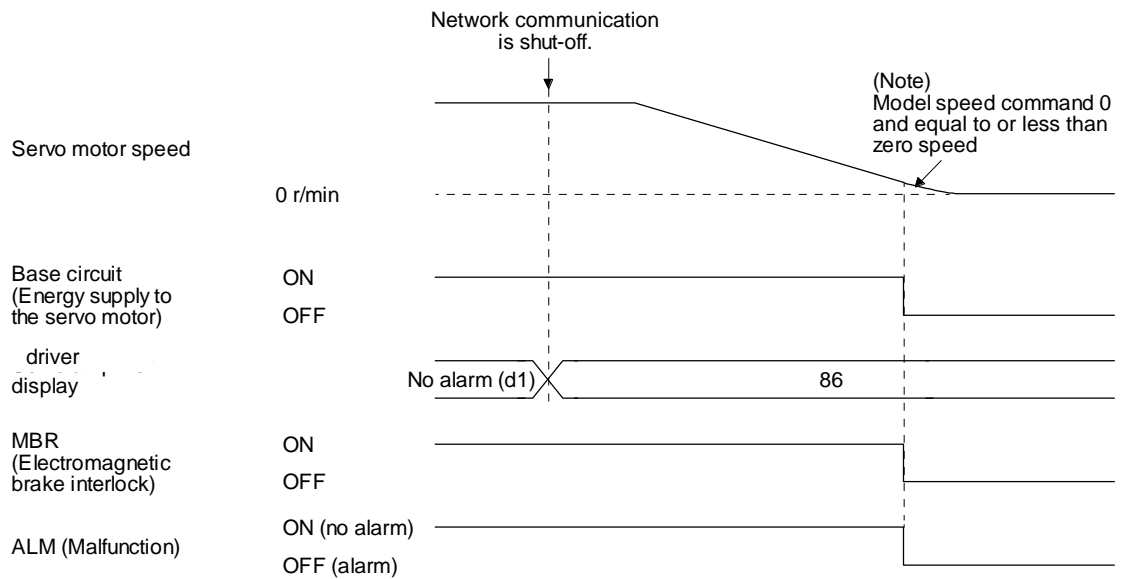 Network communication
is shut-off.
(Note)
Model speed command 0
and equal to or less than
zero speed
Servo motor speed
0 r/min
Base circuit
(Energy supply to
the servo motor)
ON
OFF
driver
display
No alarm (d1)
86
MBR
(Electromagnetic
brake interlock)
ON
OFF
ALM (Malfunction)
ON (no alarm)
OFF (alarm)